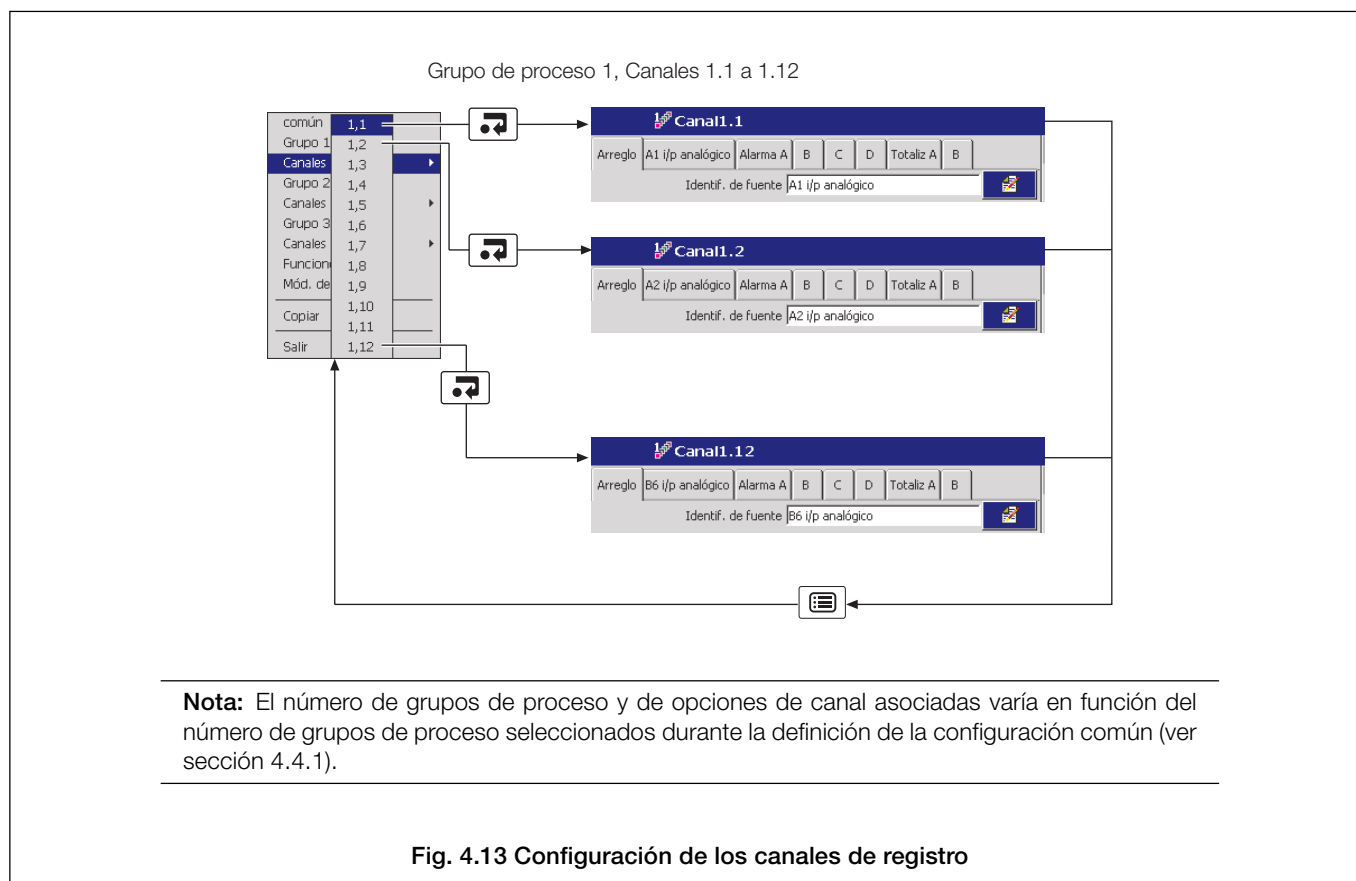 Grupo de proceso 1, Canales 1.1 a 1.12
común
Grupo 1
Canales
Grupo 2
Canales
Grupo 3
Canales
Funcion
Mód. de
Copiar
Salir
1,1
1,2
1,3
1,4
1,5
1,6
1,7
1,8
1,9
1,10
1,11
1,12
Canal1.1
Arreglo A1 i/p analógico Alarma A B C D Totaliz A B
Identif. de fuente A1 i/p analógico
Canal1.2
Arreglo A2 i/p analógico Alarma A B C D Totaliz A B
Identif. de fuente A2 i/p analógico
Canal1.12
Arreglo B6 i/p analógico Alarma A B C D Totaliz A B
Identif. de fuente B6 i/p analógico
Nota: El número de grupos de proceso y de opciones de canal asociadas varía en función del
número de grupos de proceso seleccionados durante la definición de la configuración común (ver
sección 4.4.1).
Fig. 4.13 Configuración de los canales de registro